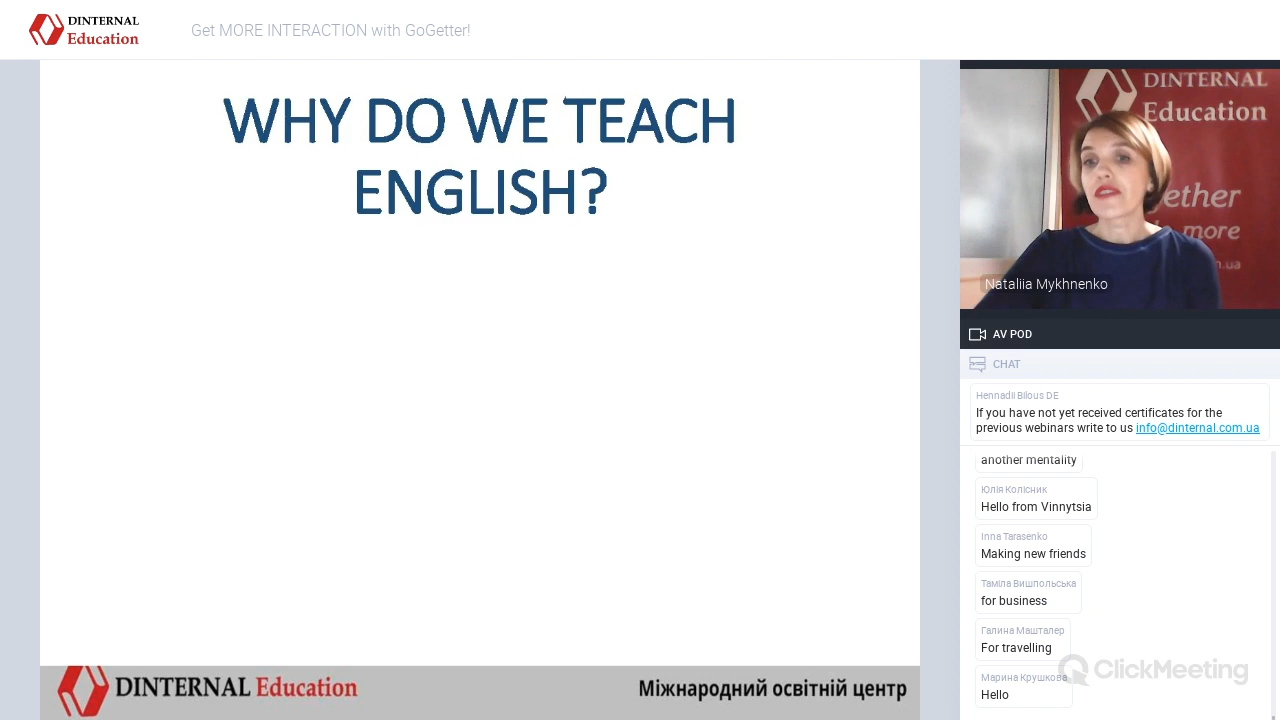 DINTERNAL
Education
Get MORE INTERACTION with GoGetter!
WHY DO WE TEACH
ENGLISH?
DINTERNAL Education
Міжнародний освітній центр
DINTERNAL
Education
Nataliia Mykhnenko
AV POD
CHAT
Hennadii Bilous DE
If you have not yet received certificates for the
previous webinars write to us info@dinternal.com.ua
another mentality
Юлія Колісник
Hello from Vinnytsia
Inna Tarasenko
Making new friends
Таміла Вишпольська
for business
Галина Машталер
For travelling
Марина Крушкова
Hello
ClickMeeting